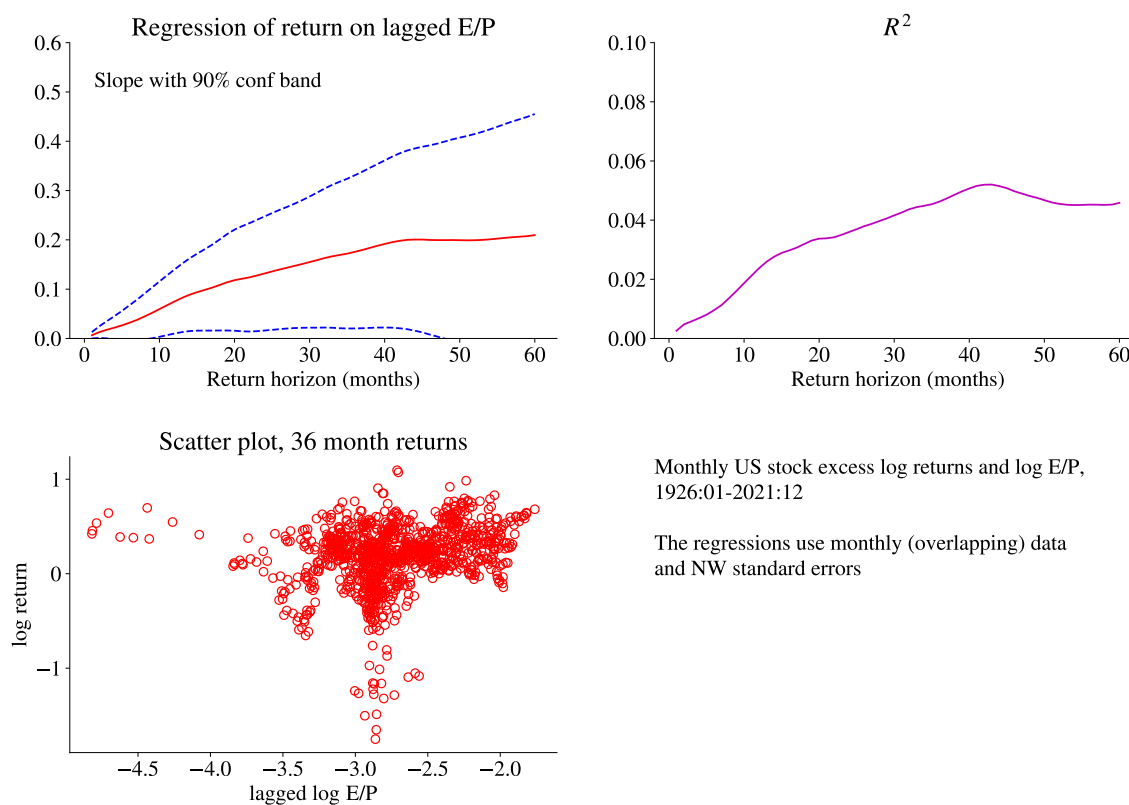 Regression of return on lagged E/P
Slope with 90% conf band
0.6
0.5
0.4
0.3
0.2
0.1
0.0
0 10 20 30 40 50 60
Return horizon (months)
R²
0.10
0.08
0.06
0.04
0.02
0.00
0 10 20 30 40 50 60
Return horizon (months)
Scatter plot, 36 month returns
log return
1
0
−1
−4.5 −4.0 −3.5 −3.0 −2.5 −2.0
lagged log E/P
Monthly US stock excess log returns and log E/P,
1926:01-2021:12
The regressions use monthly (overlapping) data
and NW standard errors